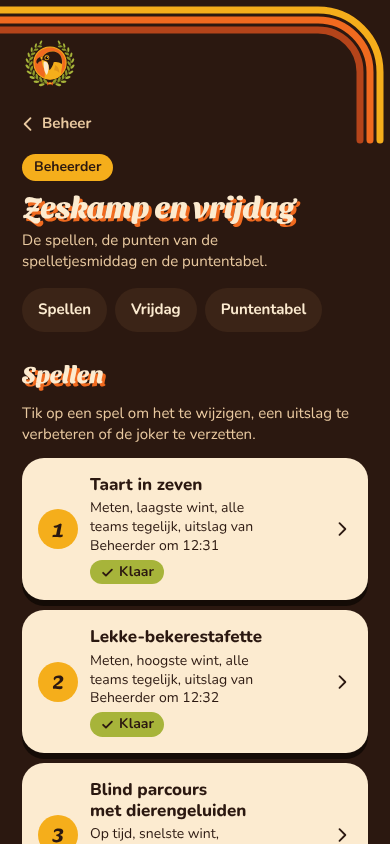 Beheer
Beheerder
Zeskamp en vrijdag
De spellen, de punten van de
spelletjesmiddag en de puntentabel.
Spellen
Vrijdag
Puntentabel
Spellen
Tik op een spel om het te wijzigen, een uitslag te
verbeteren of de joker te verzetten.
1
Taart in zeven
Meten, laagste wint, alle
teams tegelijk, uitslag van
Beheerder om 12:31
Klaar
2
Lekke-bekerestafette
Meten, hoogste wint, alle
teams tegelijk, uitslag van
Beheerder om 12:32
Klaar
3
Blind parcours
met dierengeluiden
Op tijd, snelste wint,